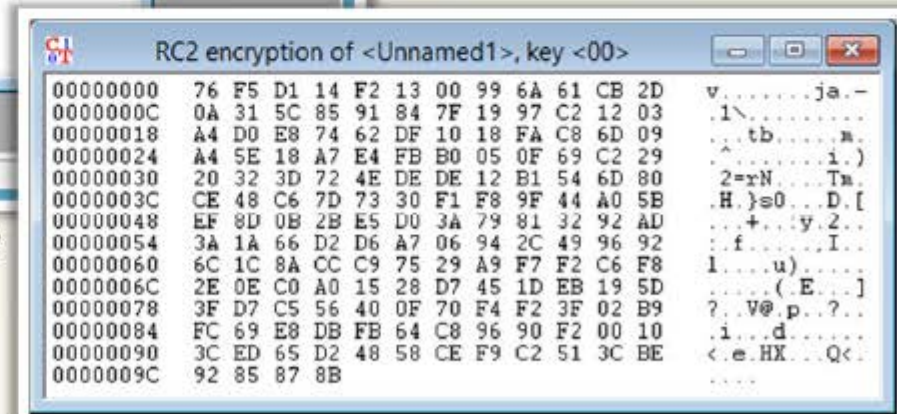 RC2 encryption of <Unnamed1>, key <00>
00000000 76 F5 D1 14 F2 13 00 99 6A 61 CB 2D v.......ja.-
0000000C 0A 31 5C 85 91 84 7F 19 97 C2 12 03 .1\.........
00000018 A4 D0 E8 74 62 DF 10 18 FA C8 6D 09 ...tb.....m.
00000024 A4 5E 18 A7 E4 FB B0 05 0F 69 C2 29 .^.......i.)
00000030 20 32 3D 72 4E DE DE 12 B1 54 6D 80 2=rN....Tm.
0000003C CE 48 C6 7D 73 30 F1 F8 9F 44 A0 5B .H.}s0...D.[
00000048 EF 8D 0B 2B E5 D0 3A 79 81 32 92 AD ...+..:y.2..
00000054 3A 1A 66 D2 D6 A7 06 94 2C 49 96 92 :.f.....,I..
00000060 6C 1C 8A CC C9 75 29 A9 F7 F2 C6 F8 l....u).....
0000006C 2E 0E C0 A0 15 28 D7 45 1D EB 19 5D .....(.E...]
00000078 3F D7 C5 56 40 0F 70 F4 F2 3F 02 B9 ?..V@.p..?..
00000084 FC 69 E8 DB FB 64 C8 96 90 F2 00 10 .i...d......
00000090 3C ED 65 D2 48 58 CE F9 C2 51 3C BE <.e.HX...Q<.
0000009C 92 85 87 8B ....